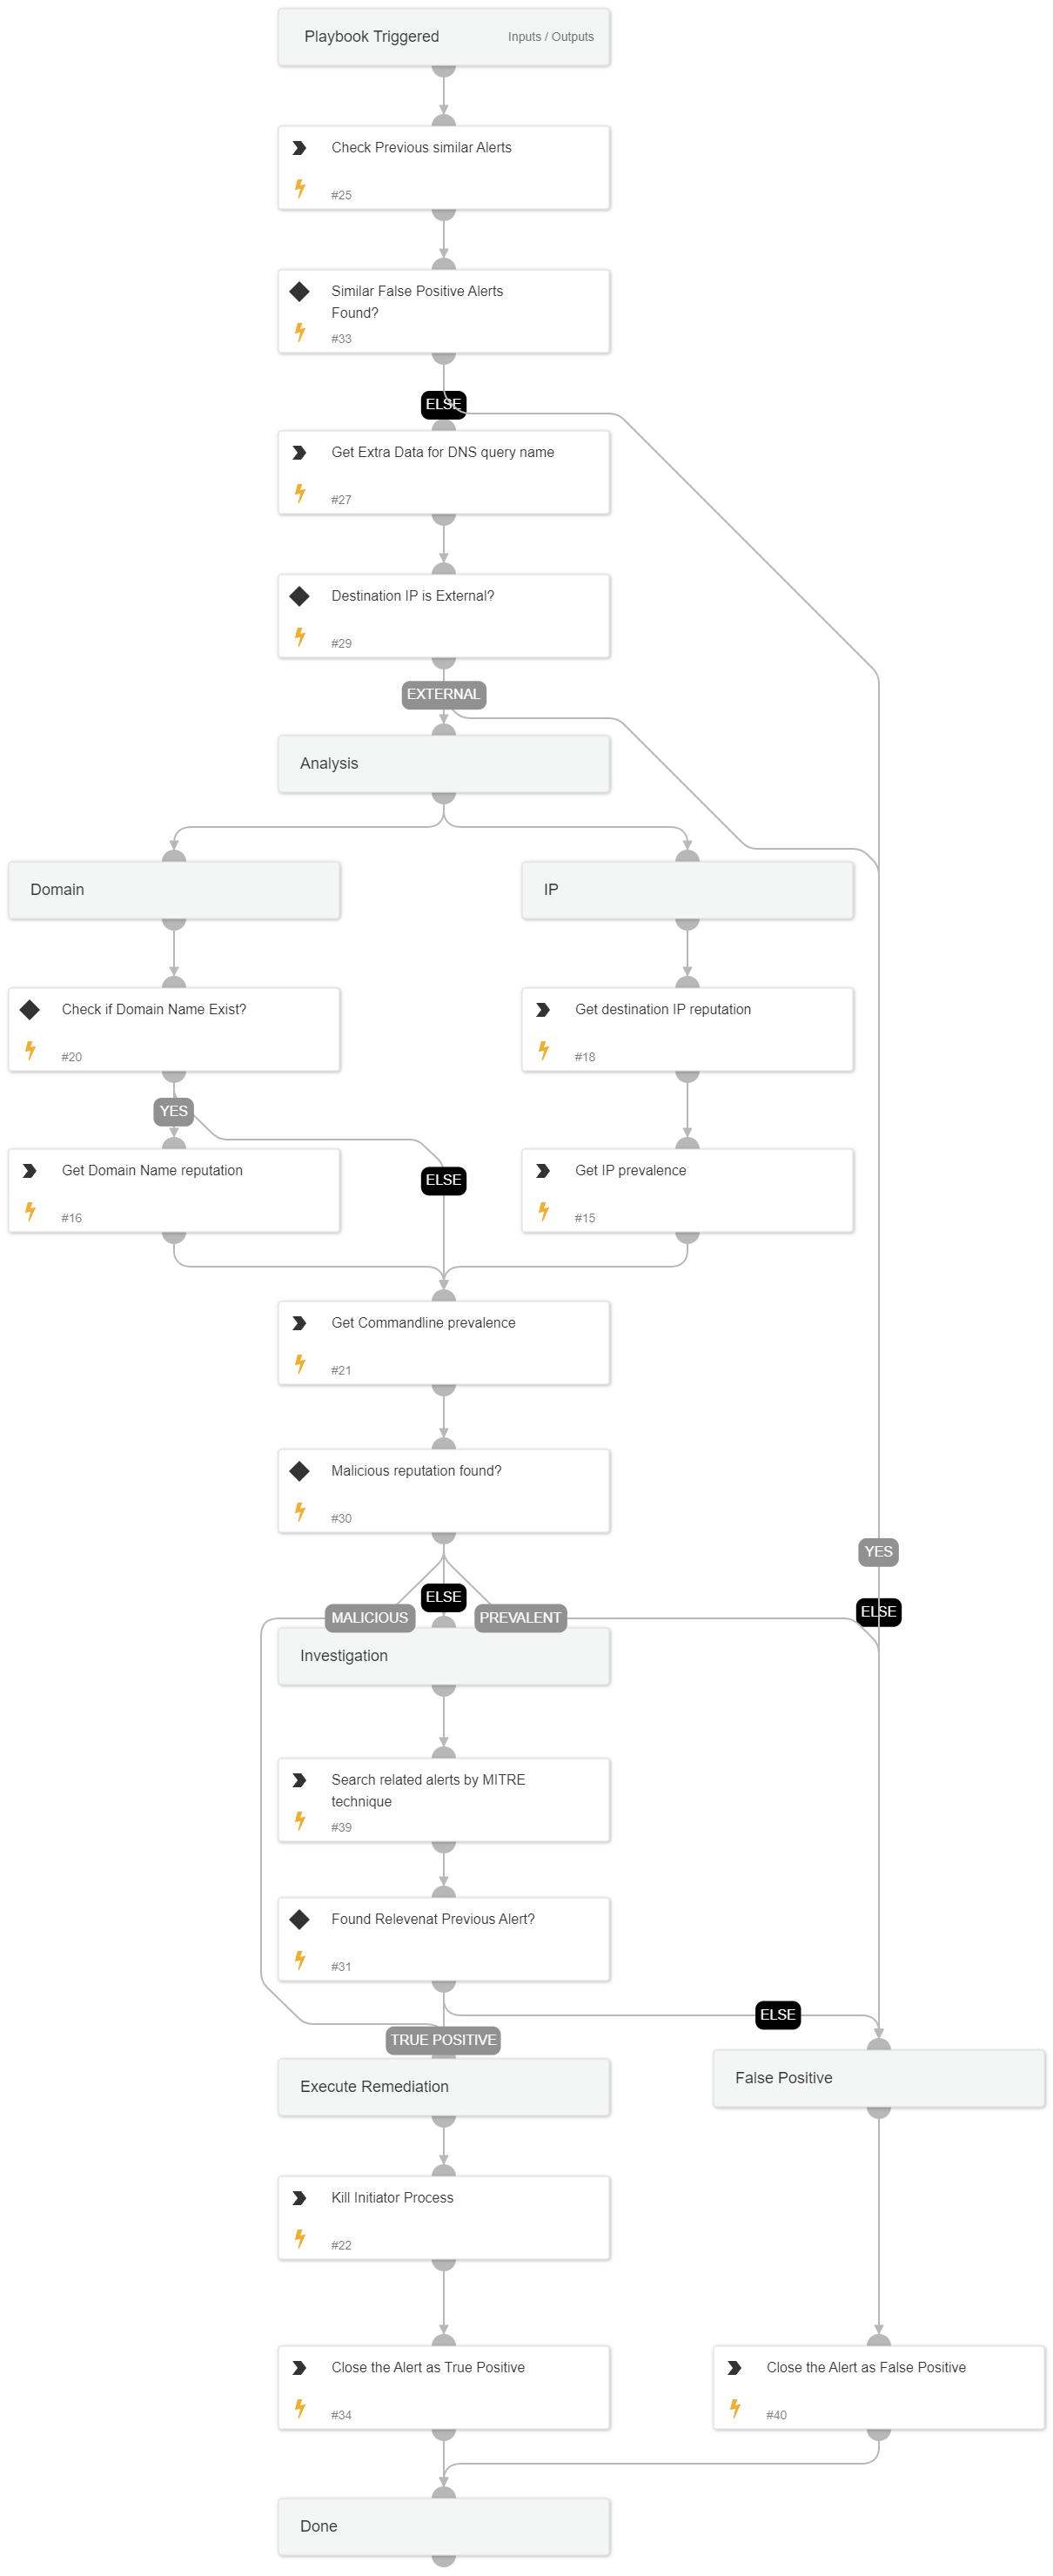 Playbook Triggered
Inputs / Outputs
Check Previous similar Alerts
#25
Similar False Positive Alerts
Found?
#33
ELSE
Get Extra Data for DNS query name
#27
Destination IP is External?
#29
EXTERNAL
Analysis
Domain
IP
Check if Domain Name Exist?
#20
Get destination IP reputation
#18
YES
ELSE
Get Domain Name reputation
#16
Get IP prevalence
#15
Get Commandline prevalence
#21
Malicious reputation found?
#30
YES
ELSE
ELSE
MALICIOUS
PREVALENT
Investigation
Search related alerts by MITRE
technique
#39
Found Relevenat Previous Alert?
#31
ELSE
TRUE POSITIVE
Execute Remediation
False Positive
Kill Initiator Process
#22
Close the Alert as True Positive
#34
Close the Alert as False Positive
#40
Done